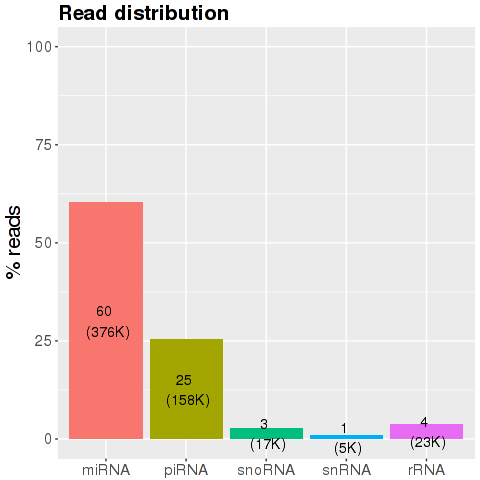 Read distribution
% reads
100
75
50
25
0
60
(376K)
25
(158K)
3
(17K)
1
(5K)
4
(23K)
miRNA piRNA snoRNA snRNA rRNA